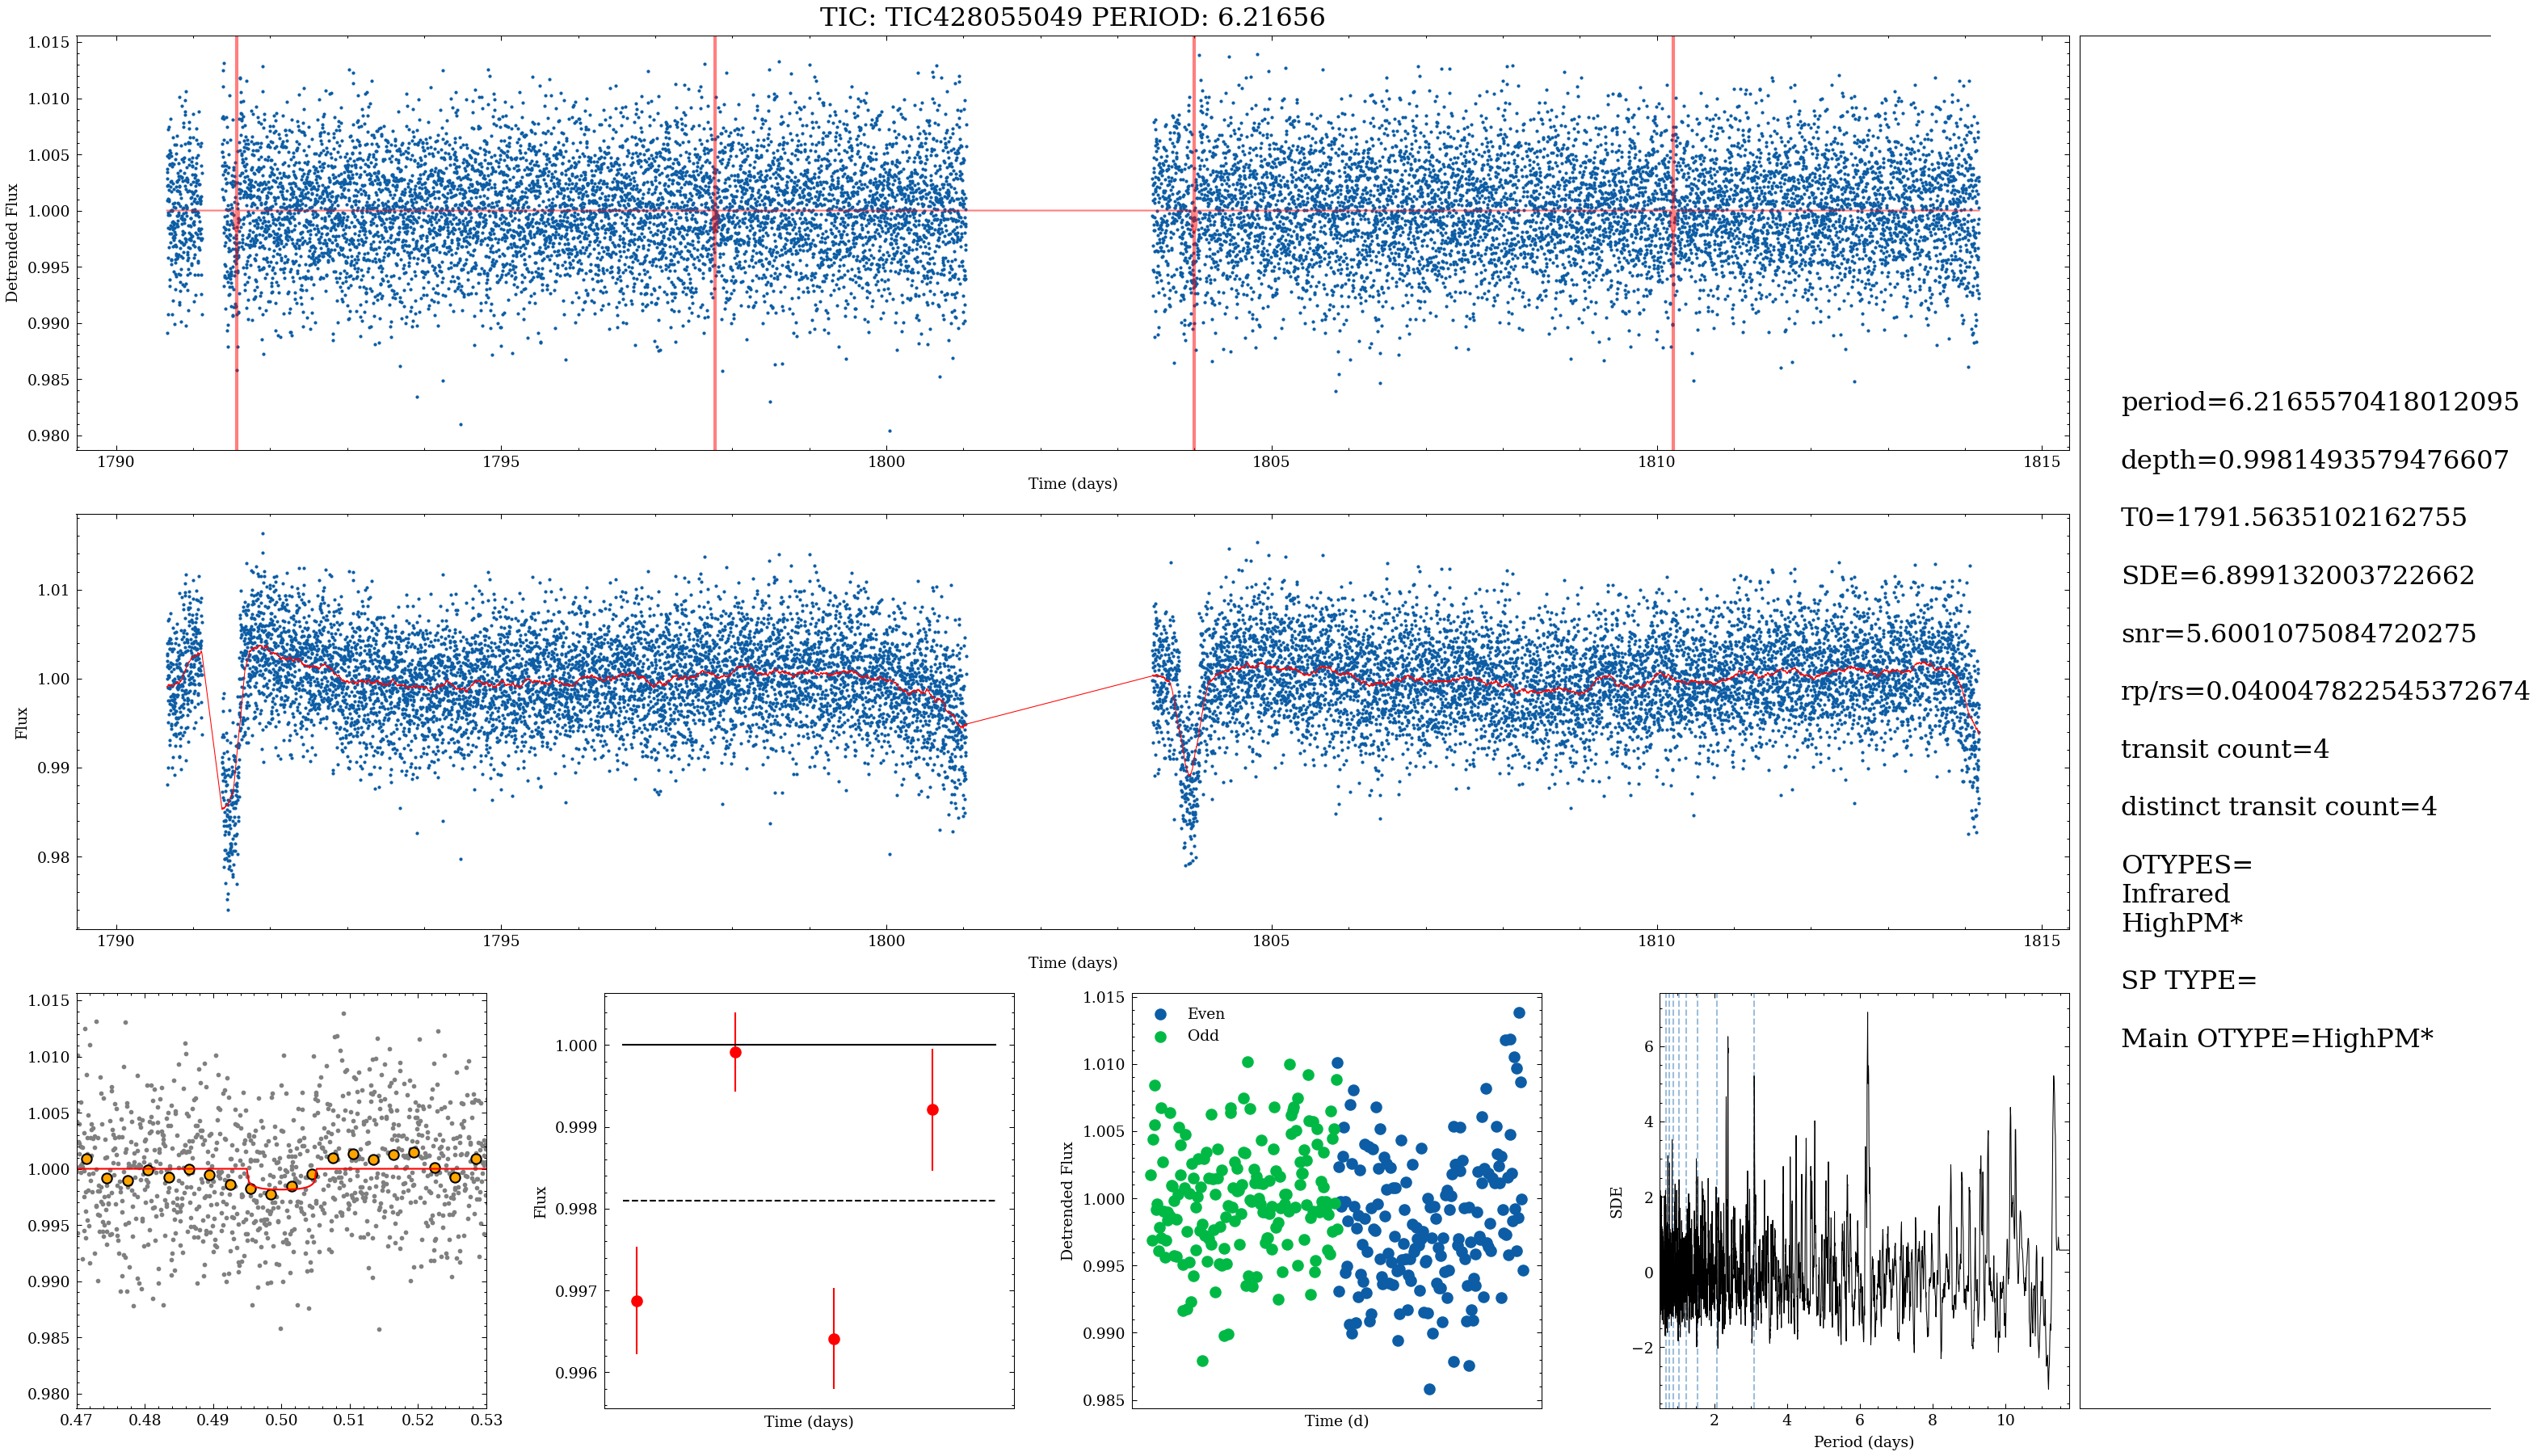 TIC: TIC428055049 PERIOD: 6.21656
1.015
1.010
1.005
1.000
0.995
0.990
0.985
0.980
Detrended Flux
1790
1795
1800
1805
1810
1815
Time (days)
1.01
1.00
0.99
0.98
Flux
1790
1795
1800
1805
1810
1815
Time (days)
1.015
1.010
1.005
1.000
0.995
0.990
0.985
0.980
0.47
0.48
0.49
0.50
0.51
0.52
0.53
1.000
0.999
0.998
0.997
0.996
Flux
Time (days)
1.015
1.010
1.005
1.000
0.995
0.990
0.985
Detrended Flux
Even
Odd
Time (d)
6
4
2
0
−2
SDE
2
4
6
8
10
Period (days)
period=6.2165570418012095
depth=0.9981493579476607
T0=1791.5635102162755
SDE=6.899132003722662
snr=5.6001075084720275
rp/rs=0.040047822545372674
transit count=4
distinct transit count=4
OTYPES=
Infrared
HighPM*
SP TYPE=
Main OTYPE=HighPM*